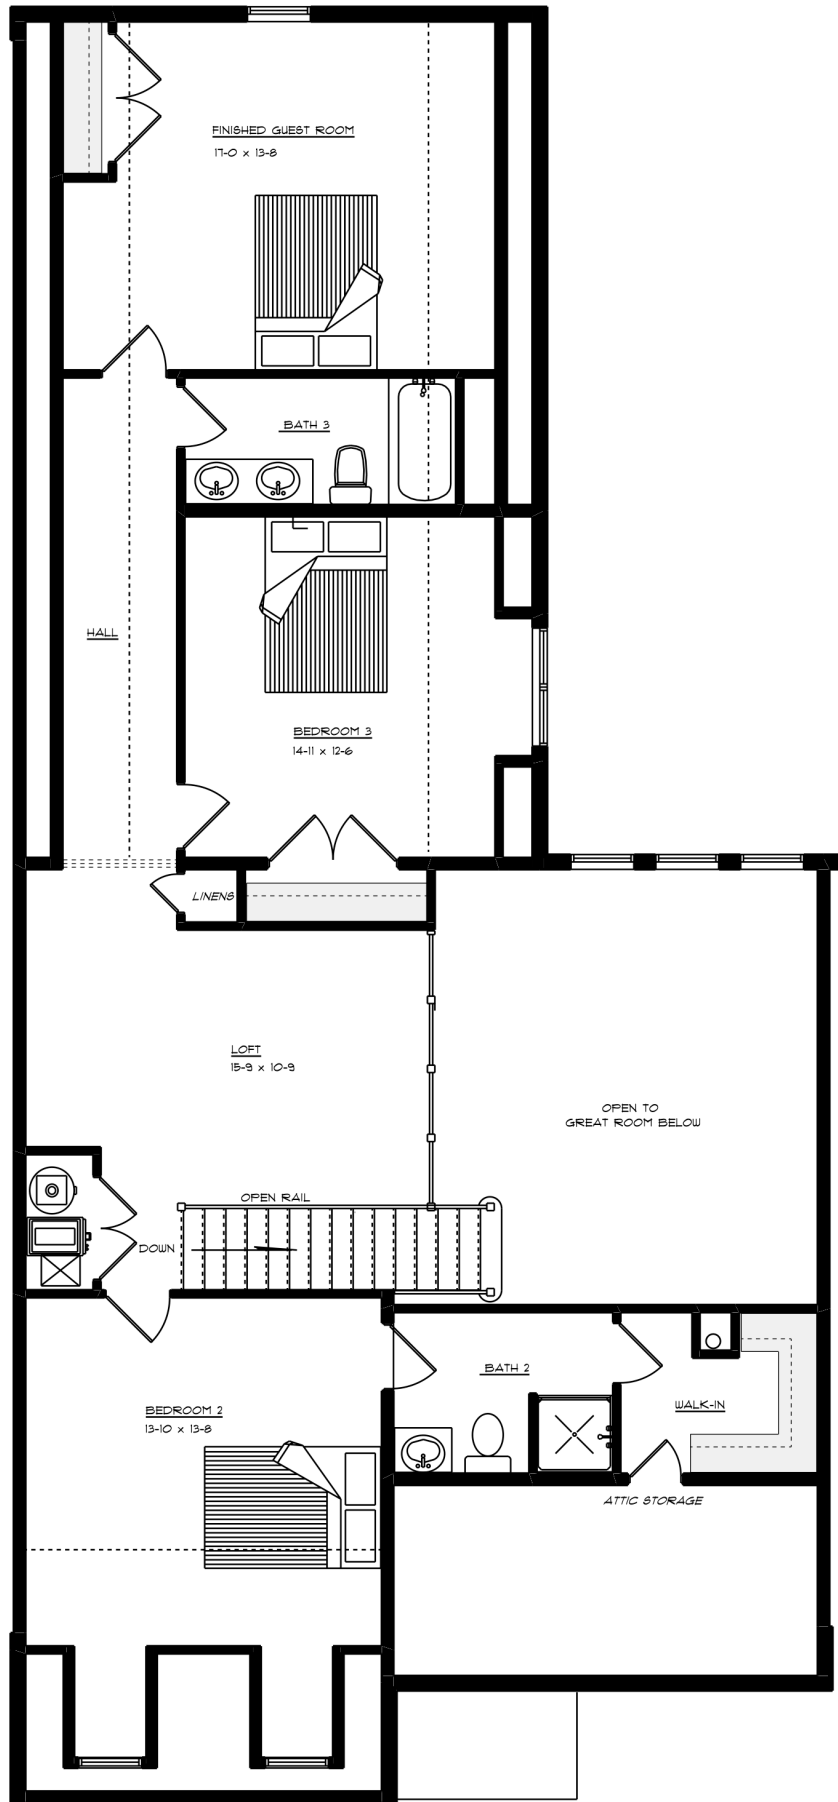 FINISHED GUEST ROOM
17-0 x 13-8
BATH 3
HALL
BEDROOM 3
14-11 x 12-6
LINENS
LOFT
15-9 x 10-9
OPEN TO
GREAT ROOM BELOW
OPEN RAIL
DOWN
BATH 2
BEDROOM 2
13-10 x 13-8
WALK-IN
ATTIC STORAGE